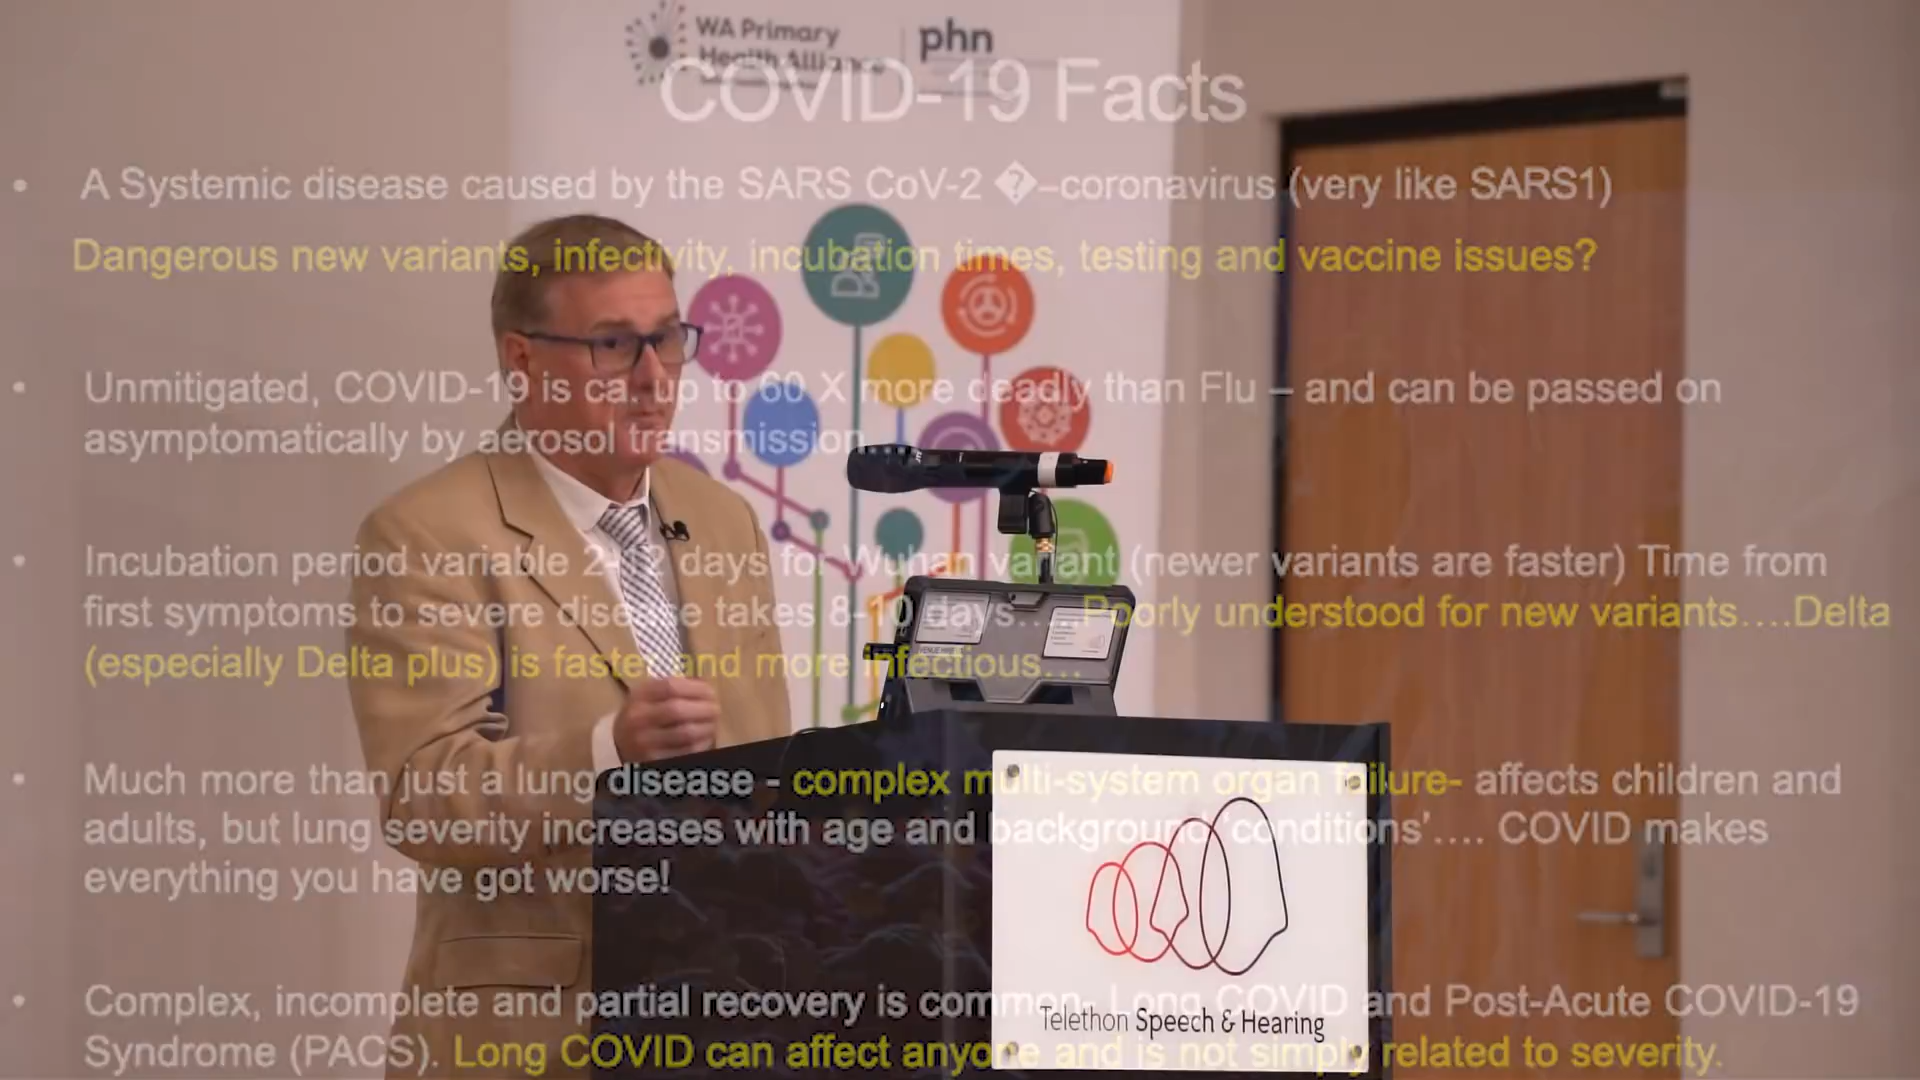 WA Primary
Health Alliance
phn
COVID-19 Facts
• A Systemic disease caused by the SARS CoV-2 �–coronavirus (very like SARS1)
Dangerous new variants, infectivity, incubation times, testing and vaccine issues?
• Unmitigated, COVID-19 is ca. up to 60 X more deadly than Flu – and can be passed on
asymptomatically by aerosol transmission
• Incubation period variable 2-12 days for Wuhan variant (newer variants are faster) Time from
first symptoms to severe disease takes 8-10 days.....Poorly understood for new variants....Delta
(especially Delta plus) is faster and more infectious...
• Much more than just a lung disease - complex multi-system organ failure- affects children and
adults, but lung severity increases with age and background ‘conditions’.... COVID makes
everything you have got worse!
• Complex, incomplete and partial recovery is common. Long COVID and Post-Acute COVID-19
Syndrome (PACS). Long COVID can affect anyone and is not simply related to severity.
Telethon Speech & Hearing